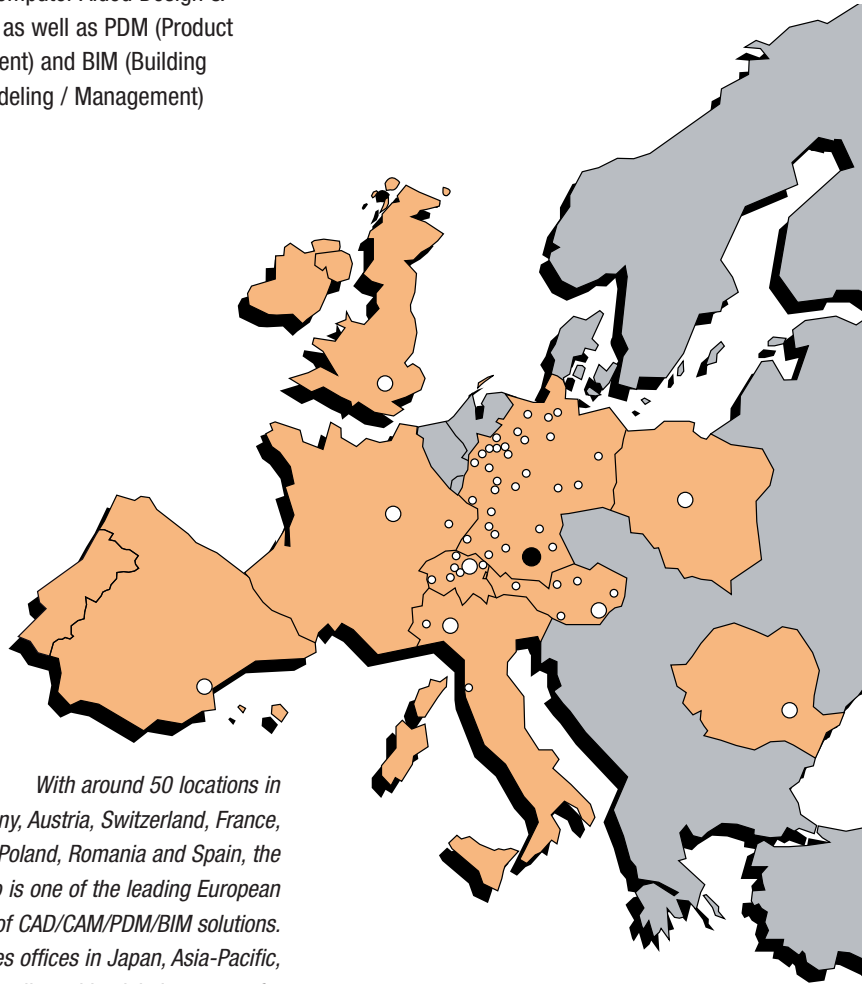 as well as PDM (Product
ent) and BIM (Building
deling / Management)
With around 50 locations in
ny, Austria, Switzerland, France,
Poland, Romania and Spain, the
is one of the leading European
of CAD/CAM/PDM/BIM solutions.
es offices in Japan, Asia-Pacific,